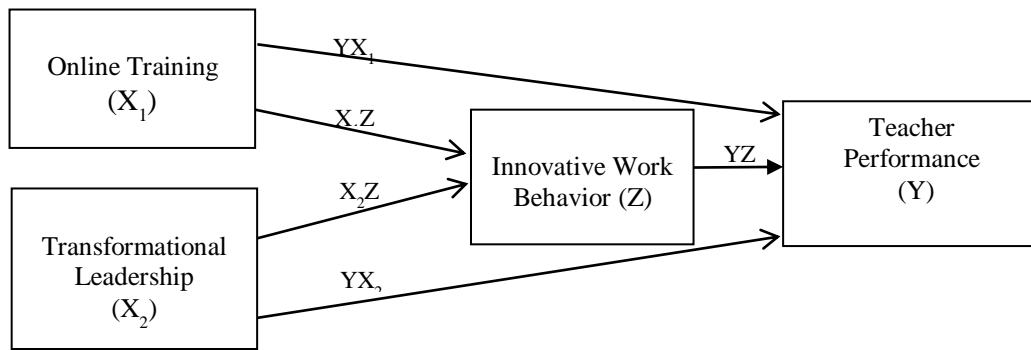 Online Training
(X₁)
YX₁
X₁Z
Innovative Work
Behavior (Z)
YZ
Teacher
Performance
(Y)
X₂Z
Transformational
Leadership
(X₂)
YX₂